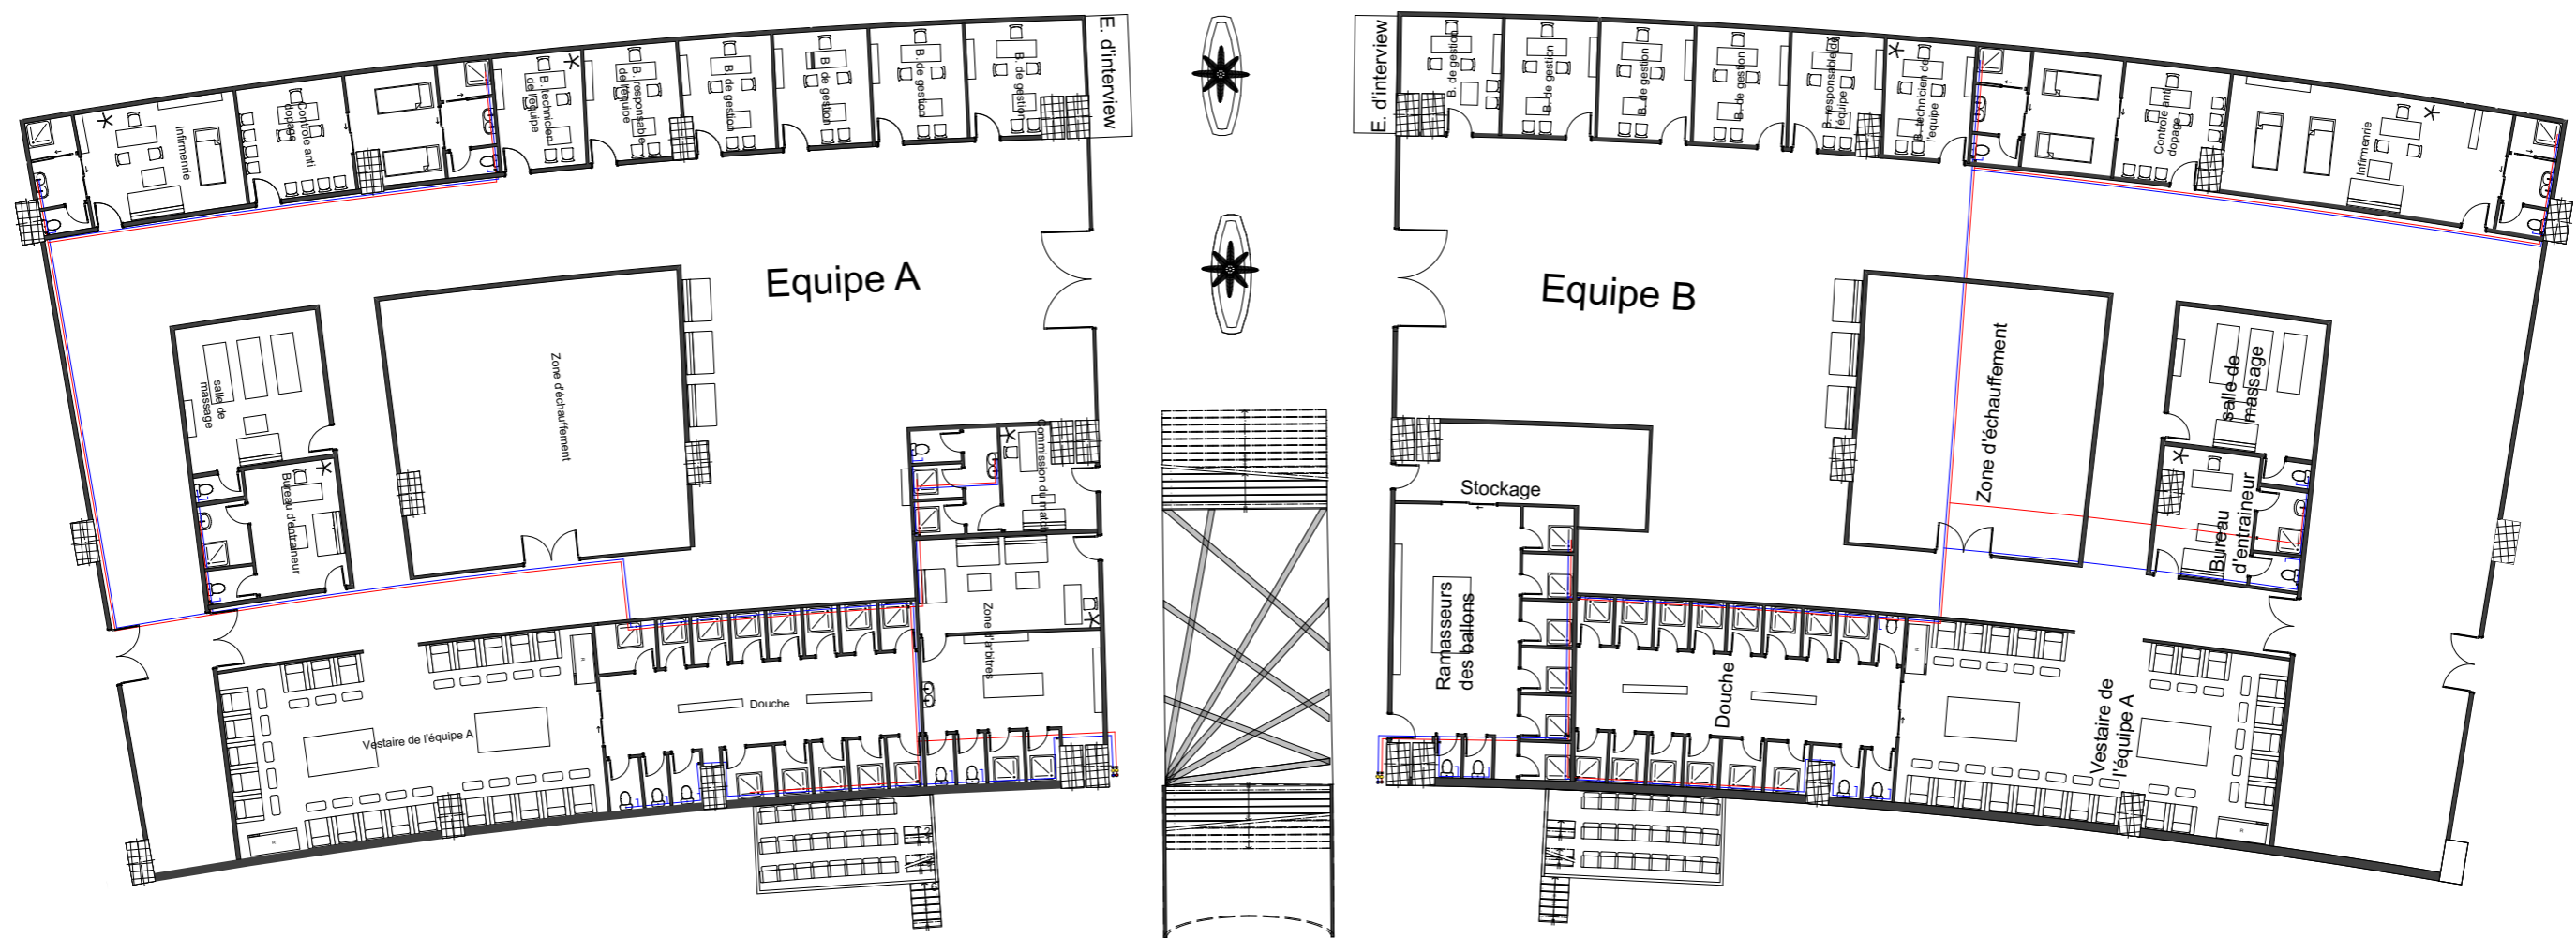 E. d'interview
B. de gestion
B. de gestion
B. de gestion
B. de gestion
B. responsable
de l'équipe
B. technicien
de l'équipe
Controle anti
dopage
Infirmerie
Equipe A
Zone d'échauffement
salle de
massage
Bureau d'entraineur
Commission du match
Zone d'arbitres
Douche
Vestaire de l'équipe A
E. d'interview
B. de gestion
B. de gestion
B. de gestion
B. de gestion
B. responsable de
l'équipe
B. technicien de
l'equipe
Controle anti
dopage
Infirmerie
Equipe B
Zone d'échauffement
salle de
massage
Bureau
d'entraineur
Stockage
Ramasseurs
des ballons
Douche
Vestaire de
l'équipe A